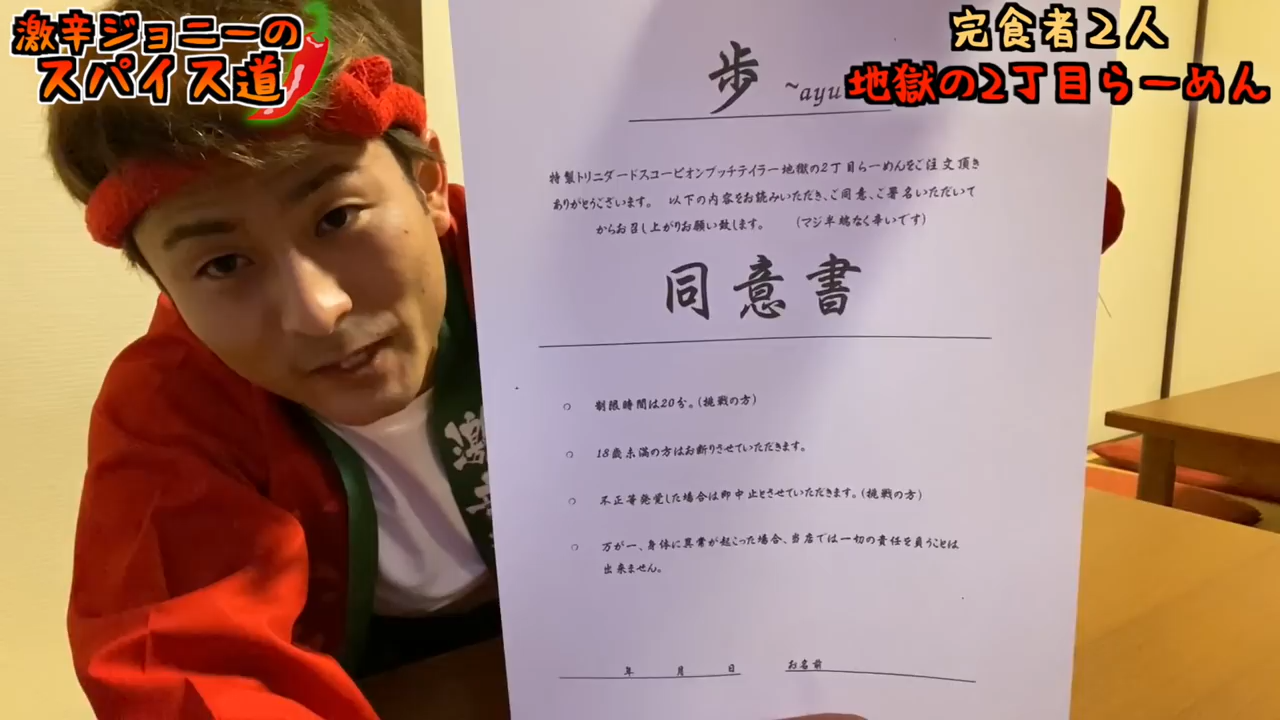 激辛ジョニーの
スパイス道
完食者2人
地獄の2丁目らーめん
歩 ~ayu
特製トリニダードスコーピオンブッチテイラー地獄の2丁目らーめんをご注文頂き
ありがとうございます。 以下の内容をお読みいただき、ご同意、ご署名いただいて
からお召し上がりお願い致します。 (マジ半端なく辛いです)
同意書
○ 制限時間は20分。(挑戦の方)
○ 18歳未満の方はお断りさせていただきます。
○ 不正等発覚した場合は即中止とさせていただきます。(挑戦の方)
○ 万が一、身体に異常が起こった場合、当店では一切の責任を負うことは
出来ません。
年 月 日 お名前
激辛